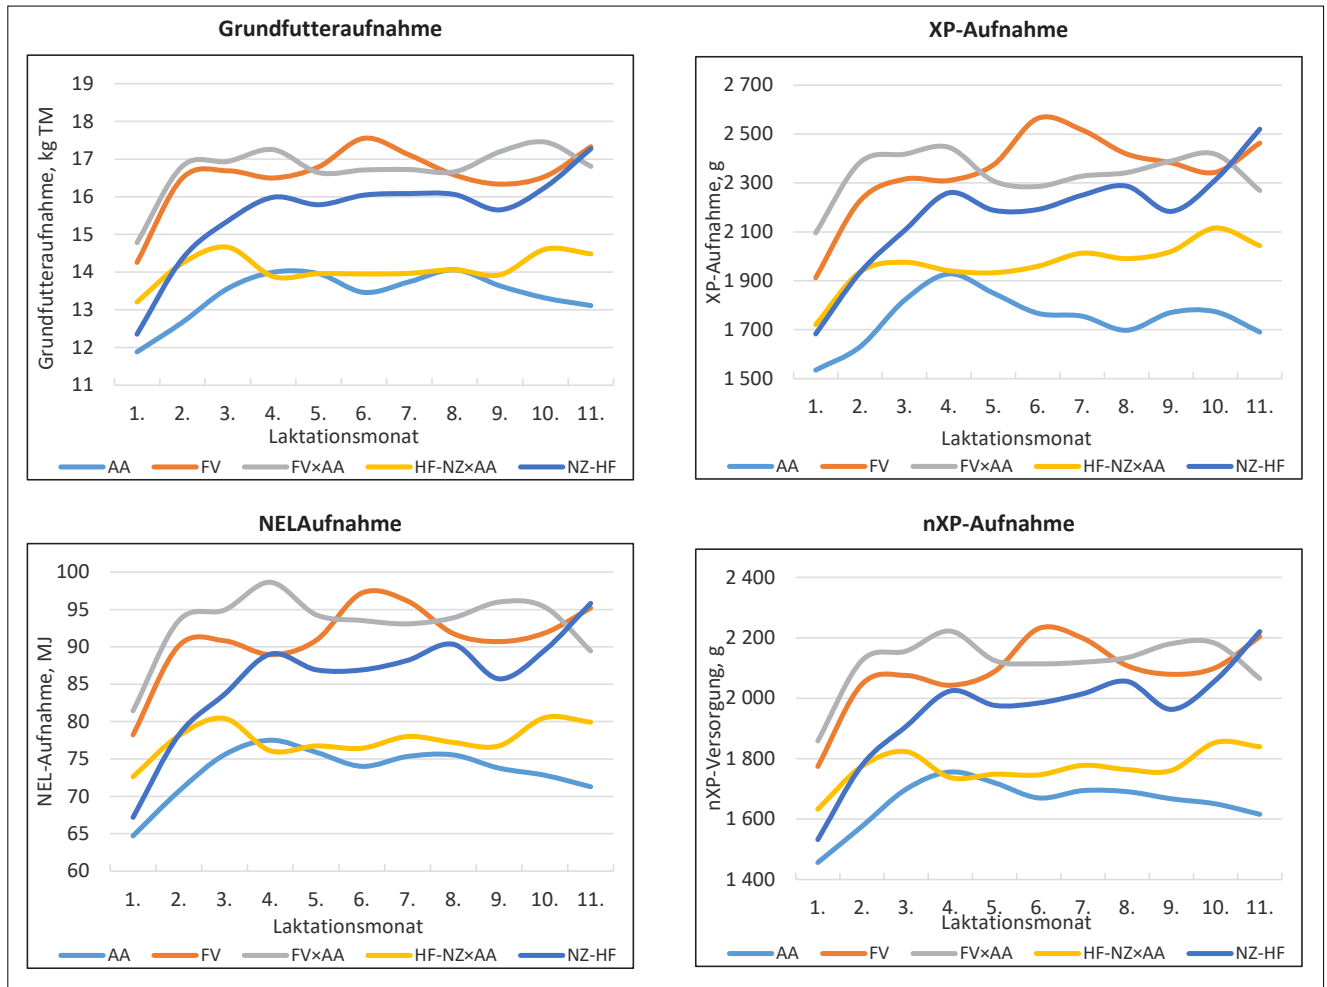 Grundfutteraufnahme
Grundfutteraufnahme, kg TM
19
18
17
16
15
14
13
12
11
1. 2. 3. 4. 5. 6. 7. 8. 9. 10. 11.
Laktationsmonat
AA FV FV×AA HF-NZ×AA NZ-HF
XP-Aufnahme
XP-Aufnahme, g
2 700
2 500
2 300
2 100
1 900
1 700
1 500
1. 2. 3. 4. 5. 6. 7. 8. 9. 10. 11.
Laktationsmonat
AA FV FV×AA HF-NZ×AA NZ-HF
NELAufnahme
NEL-Aufnahme, MJ
100
95
90
85
80
75
70
65
60
1. 2. 3. 4. 5. 6. 7. 8. 9. 10. 11.
Laktationsmonat
AA FV FV×AA HF-NZ×AA NZ-HF
nXP-Aufnahme
nXP-Versorgung, g
2 400
2 200
2 000
1 800
1 600
1 400
1. 2. 3. 4. 5. 6. 7. 8. 9. 10. 11.
Laktationsmonat
AA FV FV×AA HF-NZ×AA NZ-HF